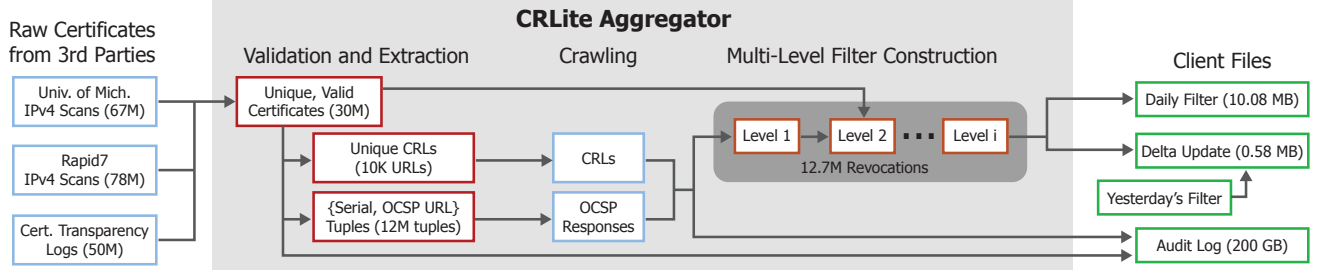 CRLite Aggregator
Raw Certificates
from 3rd Parties
Validation and Extraction
Crawling
Multi-Level Filter Construction
Client Files
Univ. of Mich.
IPv4 Scans (67M)
Rapid7
IPv4 Scans (78M)
Cert. Transparency
Logs (50M)
Unique, Valid
Certificates (30M)
Unique CRLs
(10K URLs)
{Serial, OCSP URL}
Tuples (12M tuples)
CRLs
OCSP
Responses
Level 1
Level 2
...
Level i
12.7M Revocations
Daily Filter (10.08 MB)
Delta Update (0.58 MB)
Yesterday's Filter
Audit Log (200 GB)